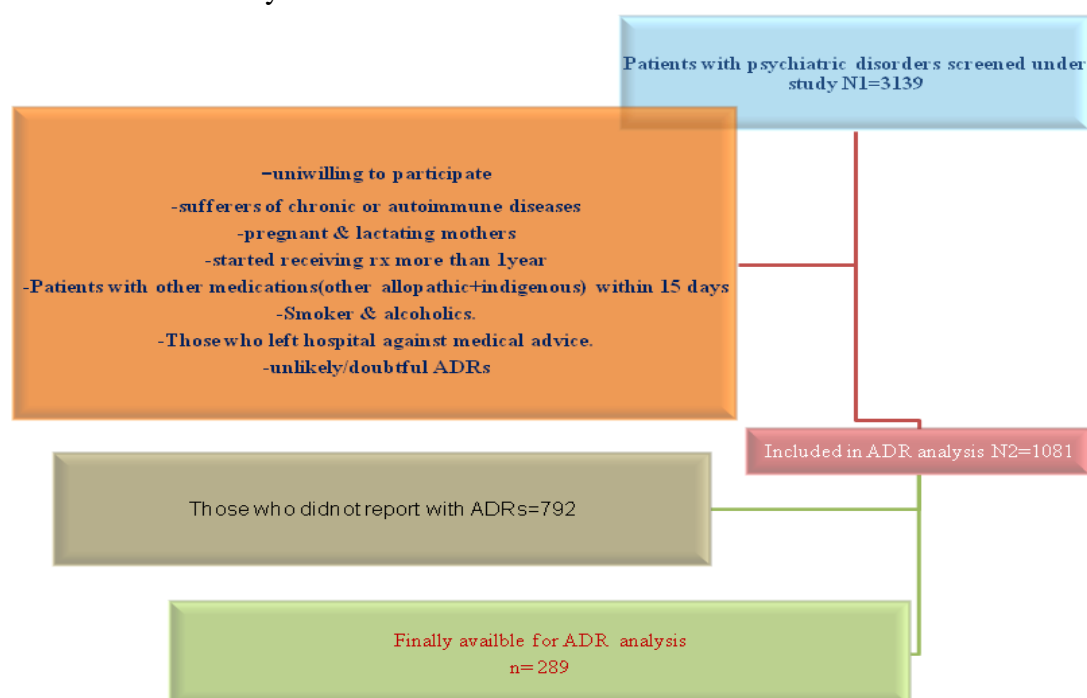 Patients with psychiatric disorders screened under
study N1=3139
–uniwilling to participate
-sufferers of chronic or autoimmune diseases
-pregnant & lactating mothers
-started receiving rx more than 1year
-Patients with other medications(other allopathic+indigenous) within 15 days
-Smoker & alcoholics.
-Those who left hospital against medical advice.
-unlikely/doubtful ADRs
Included in ADR analysis N2=1081
Those who didnot report with ADRs=792
Finally availble for ADR analysis
n= 289